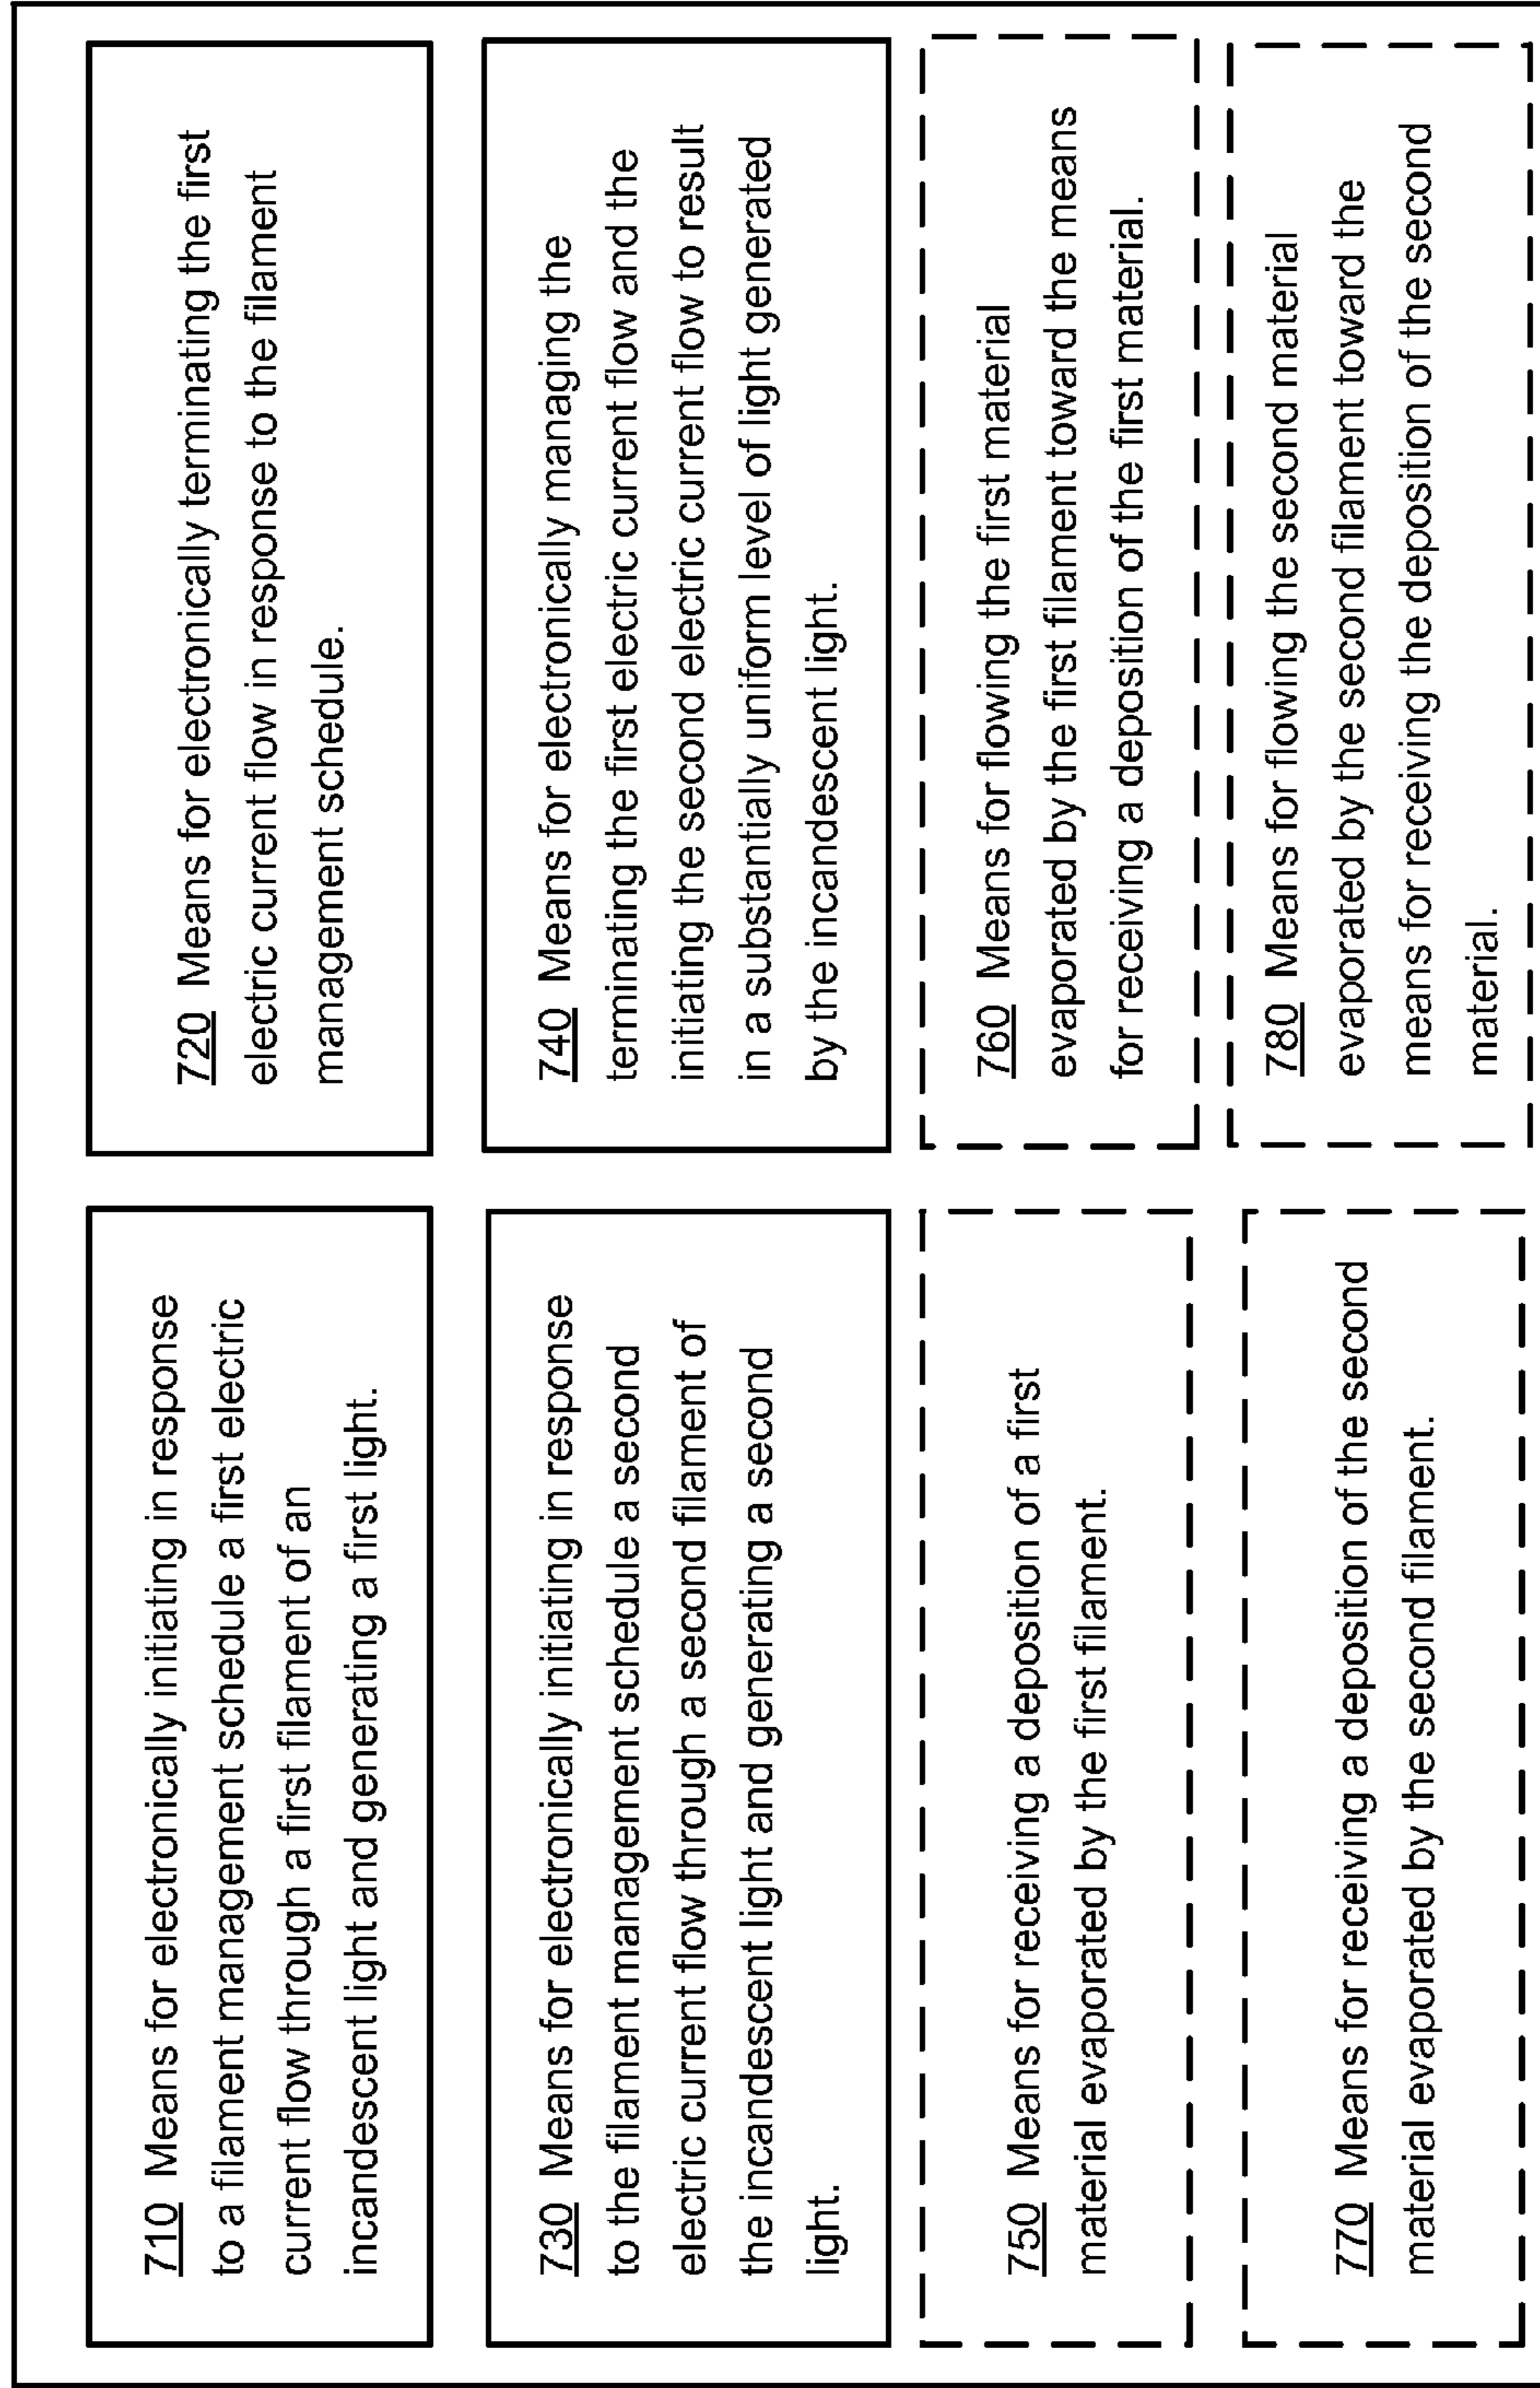 710 Means for electronically initiating in response
to a filament management schedule a first electric
current flow through a first filament of an
incandescent light and generating a first light.
720 Means for electronically terminating the first
electric current flow in response to the filament
management schedule.
730 Means for electronically initiating in response
to the filament management schedule a second
electric current flow through a second filament of
the incandescent light and generating a second
light.
740 Means for electronically managing the
terminating the first electric current flow and the
initiating the second electric current flow to result
in a substantially uniform level of light generated
by the incandescent light.
750 Means for receiving a deposition of a first
material evaporated by the first filament.
760 Means for flowing the first material
evaporated by the first filament toward the means
for receiving a deposition of the first material.
770 Means for receiving a deposition of the second
material evaporated by the second filament.
780 Means for flowing the second material
evaporated by the second filament toward the
means for receiving the deposition of the second
material.